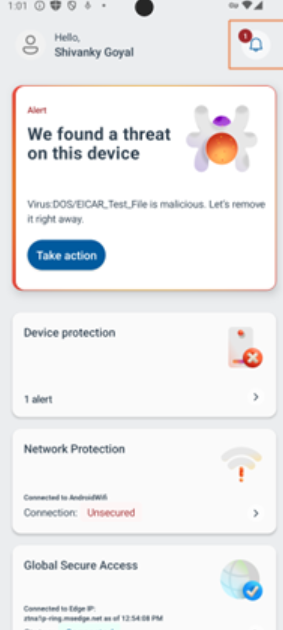 1:01
Hello,
Shivanky Goyal
1
Alert
We found a threat
on this device
Virus:DOS/EICAR_Test_File is malicious. Let's remove
it right away.
Take action
Device protection
1 alert
Network Protection
Connected to AndroidWifi
Connection: Unsecured
Global Secure Access
Connected to Edge IP:
ztna1p-ring.msedge.net as of 12:54:08 PM